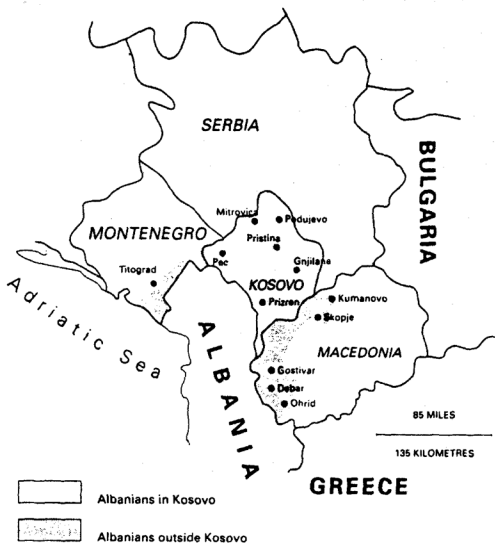 SERBIA
BULGARIA
Mitrovica
Podujevo
MONTENEGRO
Pristina
Pec
Gnjilane
Titograd
KOSOVO
Prizren
Kumanovo
Skopje
Adriatic Sea
ALBANIA
MACEDONIA
Gostivar
Debar
Ohrid
85 MILES
135 KILOMETRES
GREECE
Albanians in Kosovo
Albanians outside Kosovo